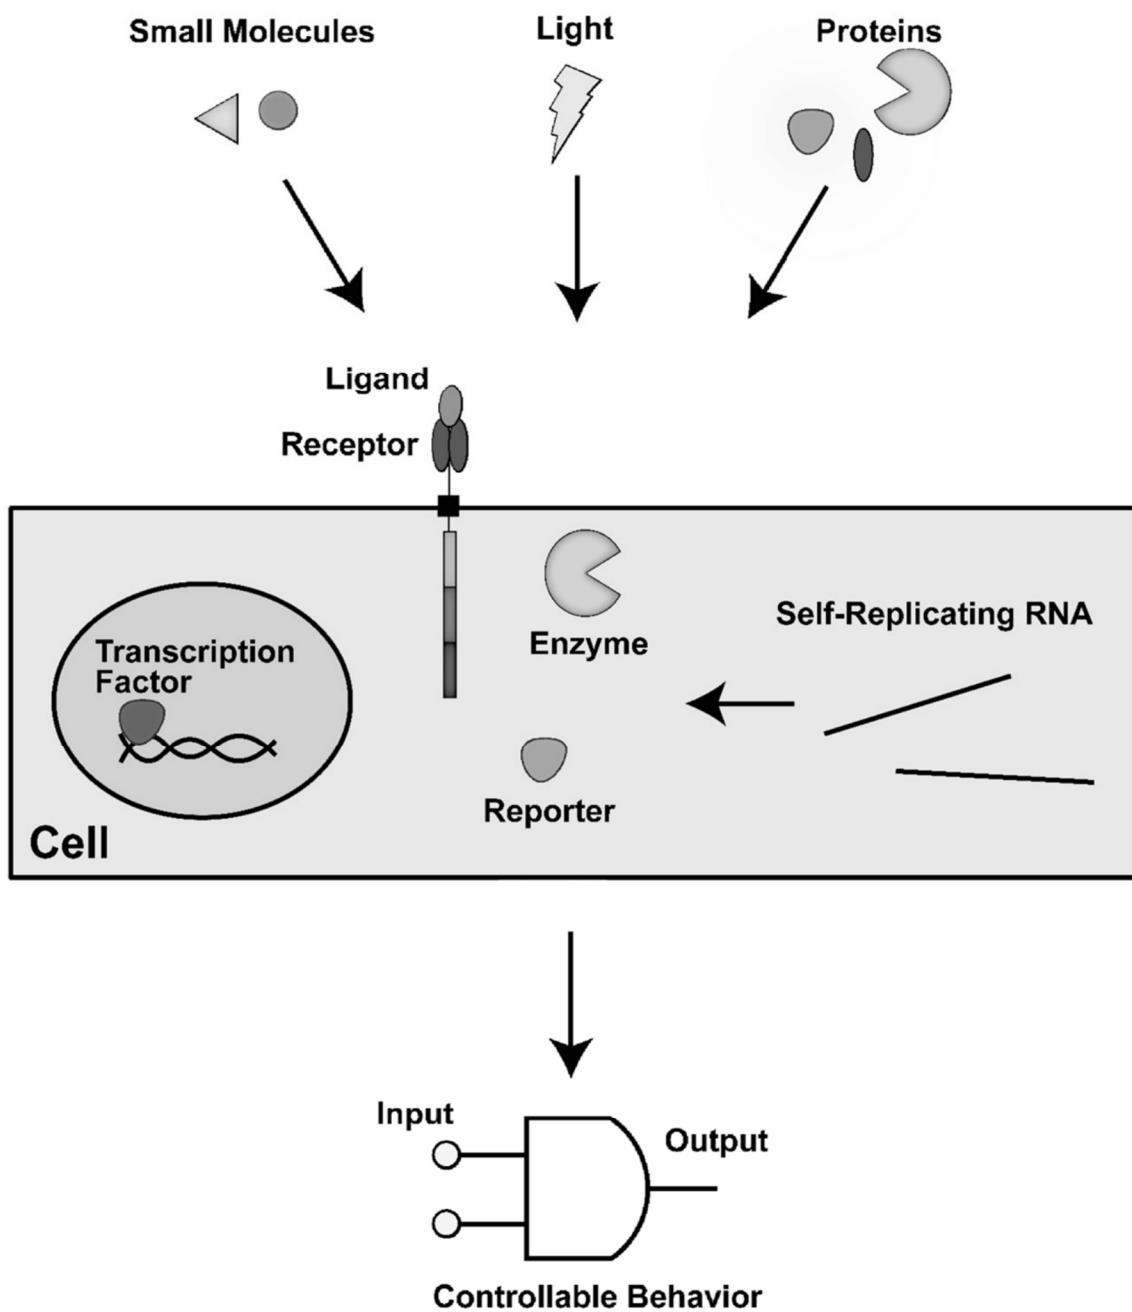 Small Molecules
Light
Proteins
Ligand
Receptor
Enzyme
Self-Replicating RNA
Transcription
Factor
Reporter
Cell
Input
Output
Controllable Behavior